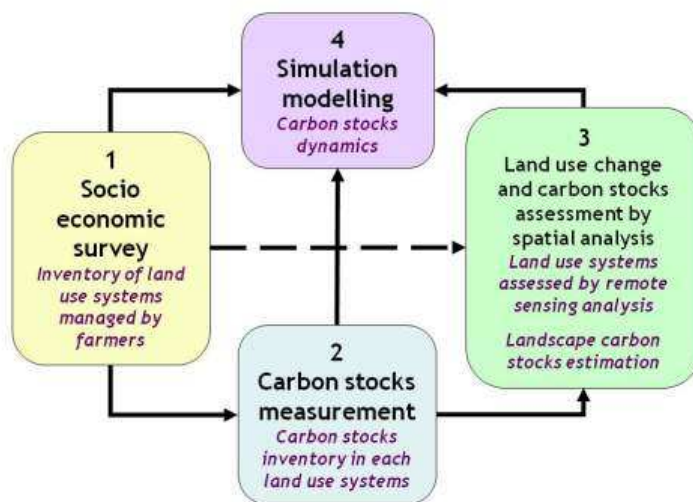 1
Socio
economic
survey
Inventory of land
use systems
managed by
farmers
2
Carbon stocks
measurement
Carbon stocks
inventory in each
land use systems
3
Land use change
and carbon stocks
assessment by
spatial analysis
Land use systems
assessed by remote
sensing analysis
Landscape carbon
stocks estimation
4
Simulation
modelling
Carbon stocks
dynamics